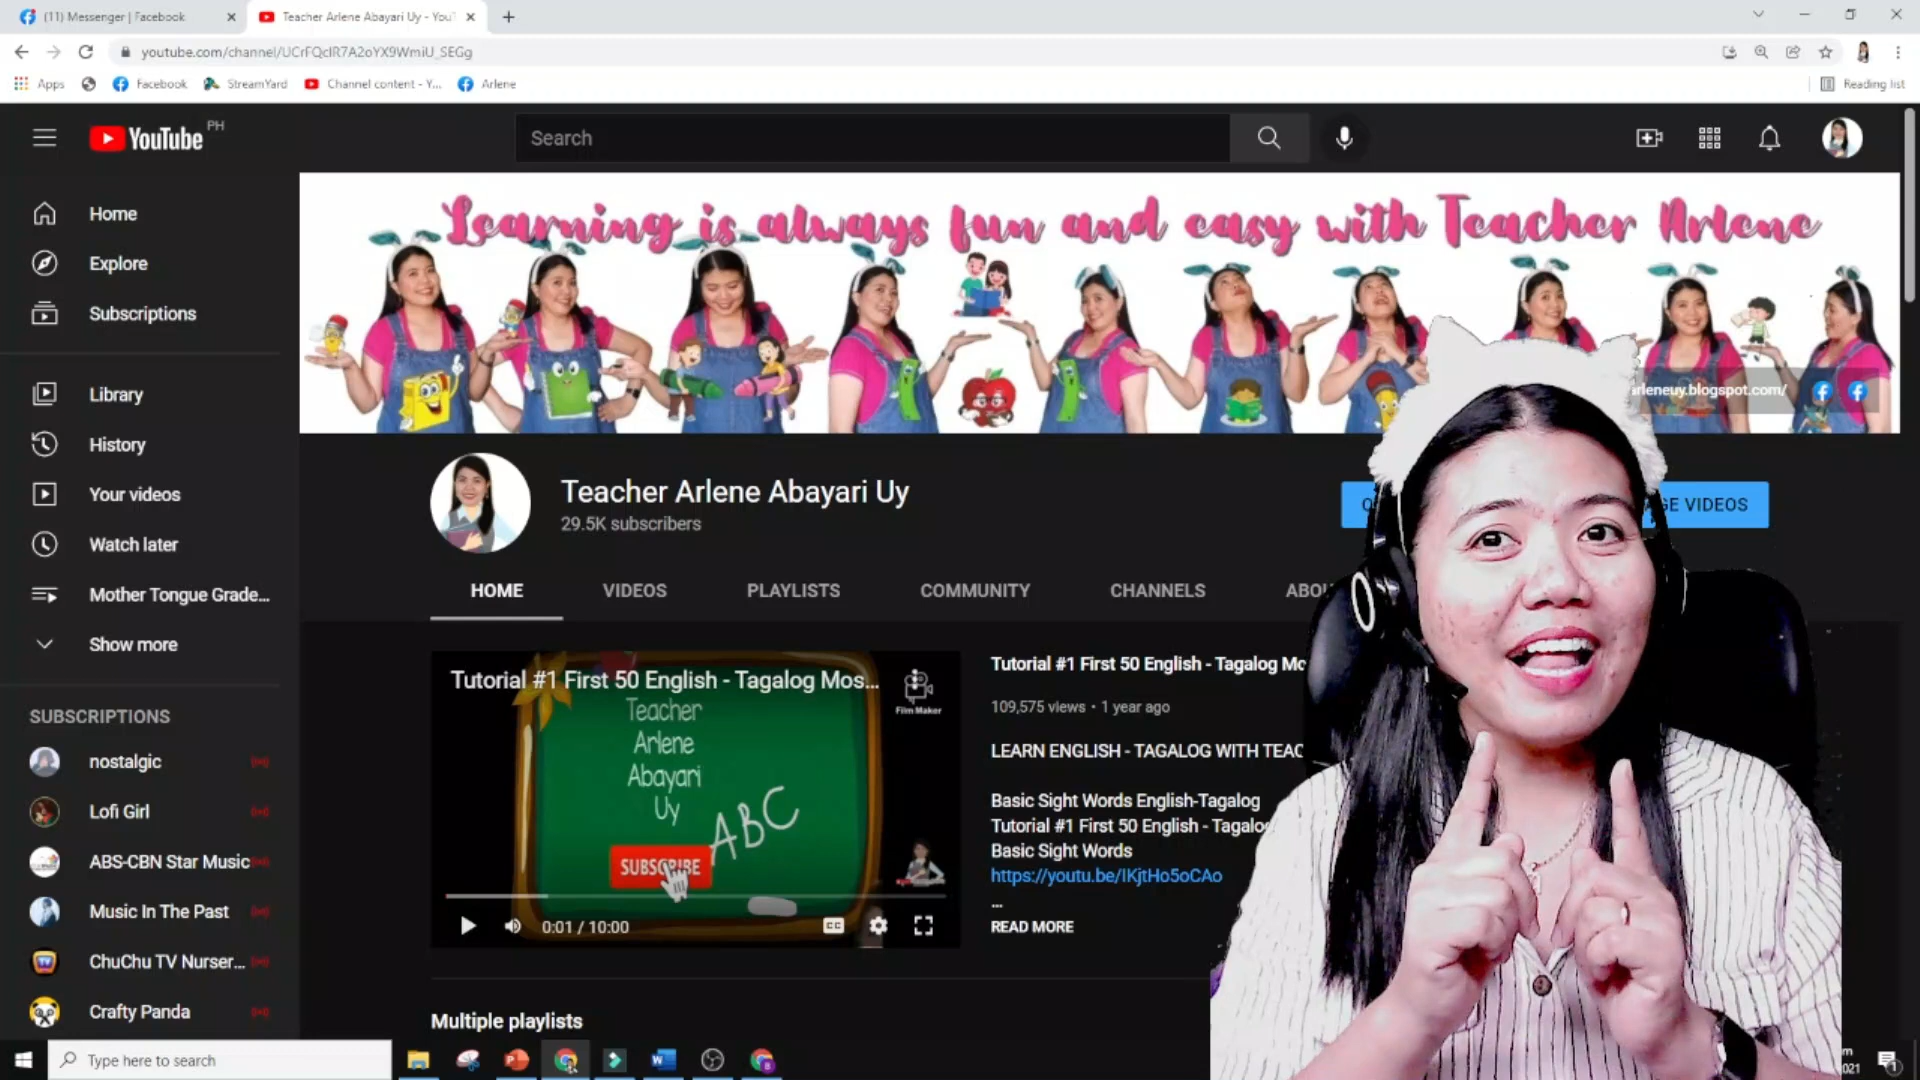 (11) Messenger | Facebook
Teacher Arlene Abayari Uy - YouT
youtube.com/channel/UCrFQclR7A2oYX9WmiU_SEGg
Apps
Facebook
StreamYard
Channel content - Y...
Arlene
Reading list
YouTube PH
Search
Home
Explore
Subscriptions
Library
History
Your videos
Watch later
Mother Tongue Grade...
Show more
SUBSCRIPTIONS
nostalgic
Lofi Girl
ABS-CBN Star Music
Music In The Past
ChuChu TV Nurser...
Crafty Panda
Learning is always fun and easy with Teacher Arlene
arleneuy.blogspot.com/
Teacher Arlene Abayari Uy
29.5K subscribers
VIDEOS
HOME
VIDEOS
PLAYLISTS
COMMUNITY
CHANNELS
ABOU
Tutorial #1 First 50 English - Tagalog Mos...
Film Maker
Teacher
Arlene
Abayari
Uy
ABC
SUBSCRIBE
0:01 / 10:00
CC
Tutorial #1 First 50 English - Tagalog Mo
109,575 views • 1 year ago
LEARN ENGLISH - TAGALOG WITH TEAC
Basic Sight Words English-Tagalog
Tutorial #1 First 50 English - Tagalog
Basic Sight Words
https://youtu.be/IKjtHo5oCAo
...
READ MORE
Multiple playlists
Type here to search